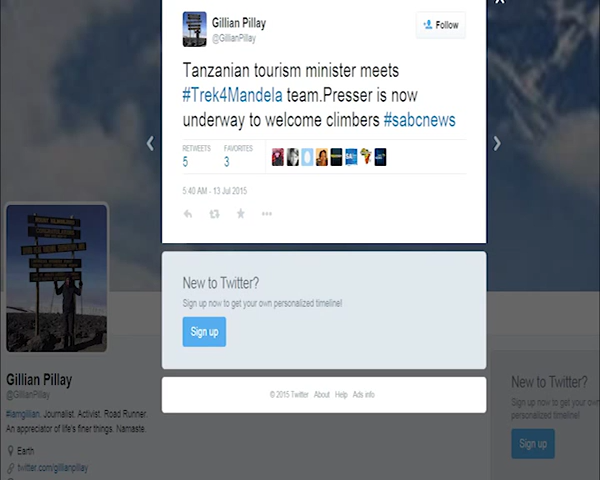 Gillian Pillay
@GillianPillay
Follow
Tanzanian tourism minister meets
#Trek4Mandela team.Presser is now
underway to welcome climbers #sabcnews
RETWEETS FAVORITES
5 3
5:40 AM - 13 Jul 2015
New to Twitter?
Sign up now to get your own personalized timeline!
Sign up
© 2015 Twitter About Help Ads info
Gillian Pillay
@GillianPillay
#iamgillian. Journalist. Activist. Road Runner.
An appreciator of life's finer things. Namaste.
Earth
twitter.com/gillianpillay
New to Twitter?
Sign up now to get your own
personalized timeline!
Sign up